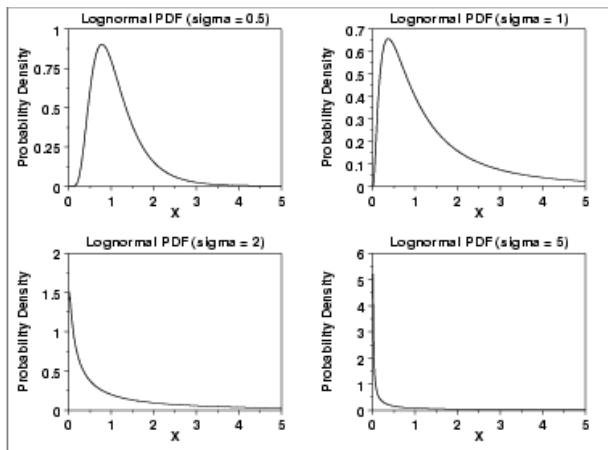 Lognormal PDF (sigma = 0.5)
Probability Density
1
0.75
0.5
0.25
0
0 1 2 3 4 5
X
Lognormal PDF (sigma = 1)
Probability Density
0.7
0.6
0.5
0.4
0.3
0.2
0.1
0
0 1 2 3 4 5
X
Lognormal PDF (sigma = 2)
Probability Density
2
1.5
1
0.5
0
0 1 2 3 4 5
X
Lognormal PDF (sigma = 5)
Probability Density
6
5
4
3
2
1
0
0 1 2 3 4 5
X